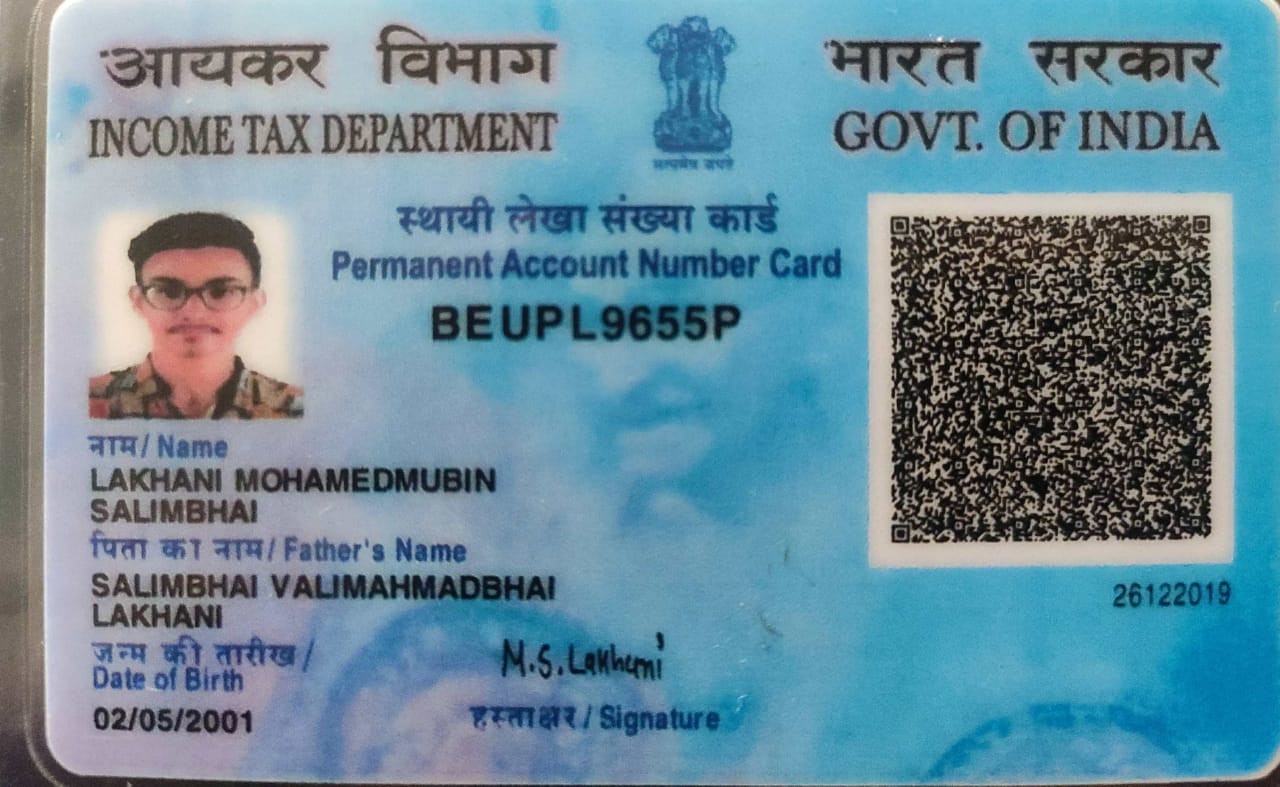 आयकर विभाग
INCOME TAX DEPARTMENT
सत्यमेव जयते
भारत सरकार
GOVT. OF INDIA
स्थायी लेखा संख्या कार्ड
Permanent Account Number Card
BEUPL9655P
नाम/ Name
LAKHANI MOHAMEDMUBIN
SALIMBHAI
पिता का नाम/ Father's Name
SALIMBHAI VALIMAHMADBHAI
LAKHANI
जन्म की तारीख/
Date of Birth
02/05/2001
M.S.Lakhani
हस्ताक्षर / Signature
26122019